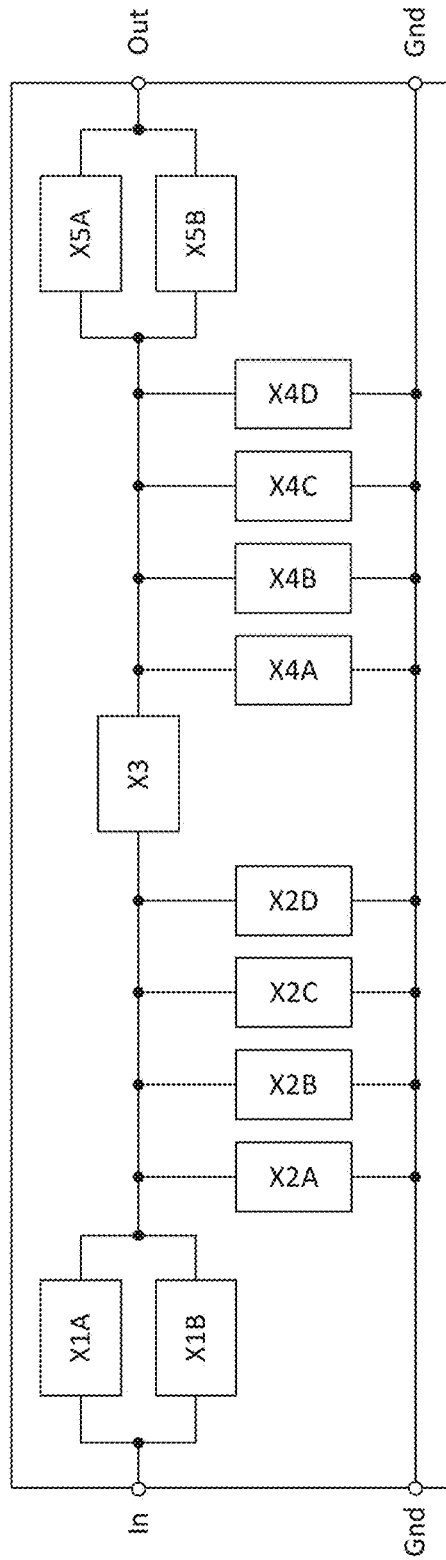 In
Gnd
X1A
X1B
X2A
X2B
X2C
X2D
X3
X4A
X4B
X4C
X4D
X5A
X5B
Out
Gnd